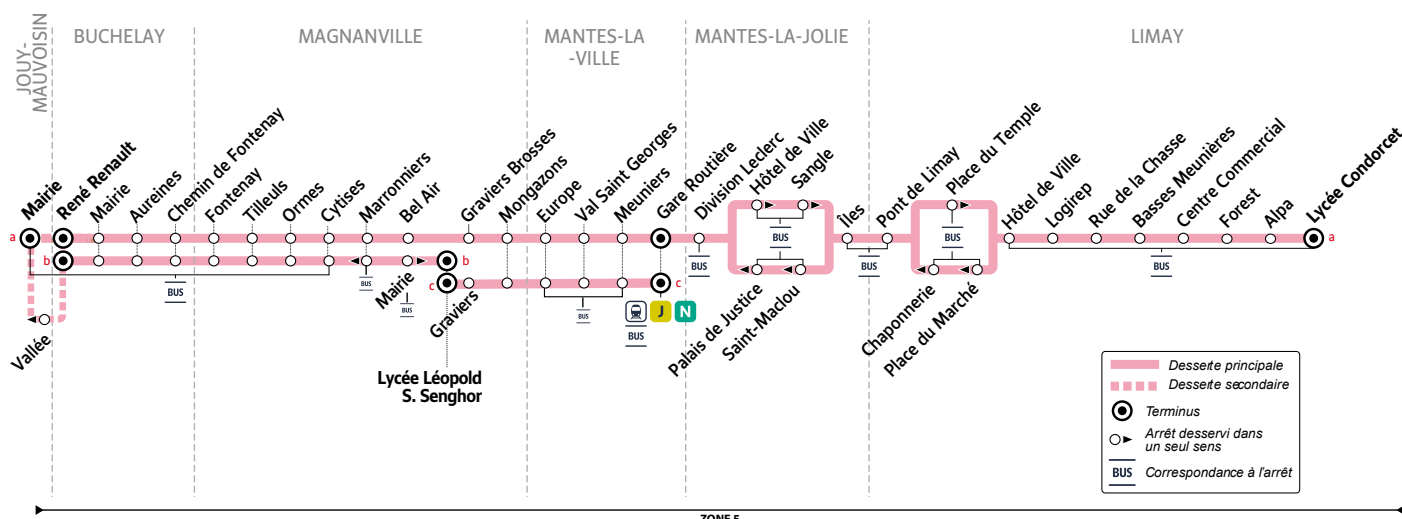 JOUY-
MAUVOISIN
BUCHELAY
MAGNANVILLE
MANTES-LA
-VILLE
MANTES-LA-JOLIE
LIMAY
Mairie
René Renault
Mairie
Aureines
Chemin de Fontenay
Fontenay
Tilleuls
Ormes
Cytises
Marronniers
Bel Air
Graviers Brosses
Mongazons
Europe
Val Saint Georges
Meuniers
Gare Routière
Division Leclerc
Hôtel de Ville
Sangle
Îles
Pont de Limay
Place du Temple
Hôtel de Ville
Logirep
Rue de la Chasse
Basses Meunières
Centre Commercial
Forest
Alpa
Lycée Condorcet
a
a
BUS
BUS
b
b
c
c
BUS
BUS
BUS
BUS
BUS
BUS
BUS
BUS
Mairie
BUS
Graviers
J
N
BUS
Vallée
Palais de Justice
Saint-Maclou
Chaponnerie
Place du Marché
Lycée Léopold
S. Senghor
Desserte principale
Desserte secondaire
Terminus
Arrêt desservi dans
un seul sens
BUS
Correspondance à l'arrêt
ZONE 5